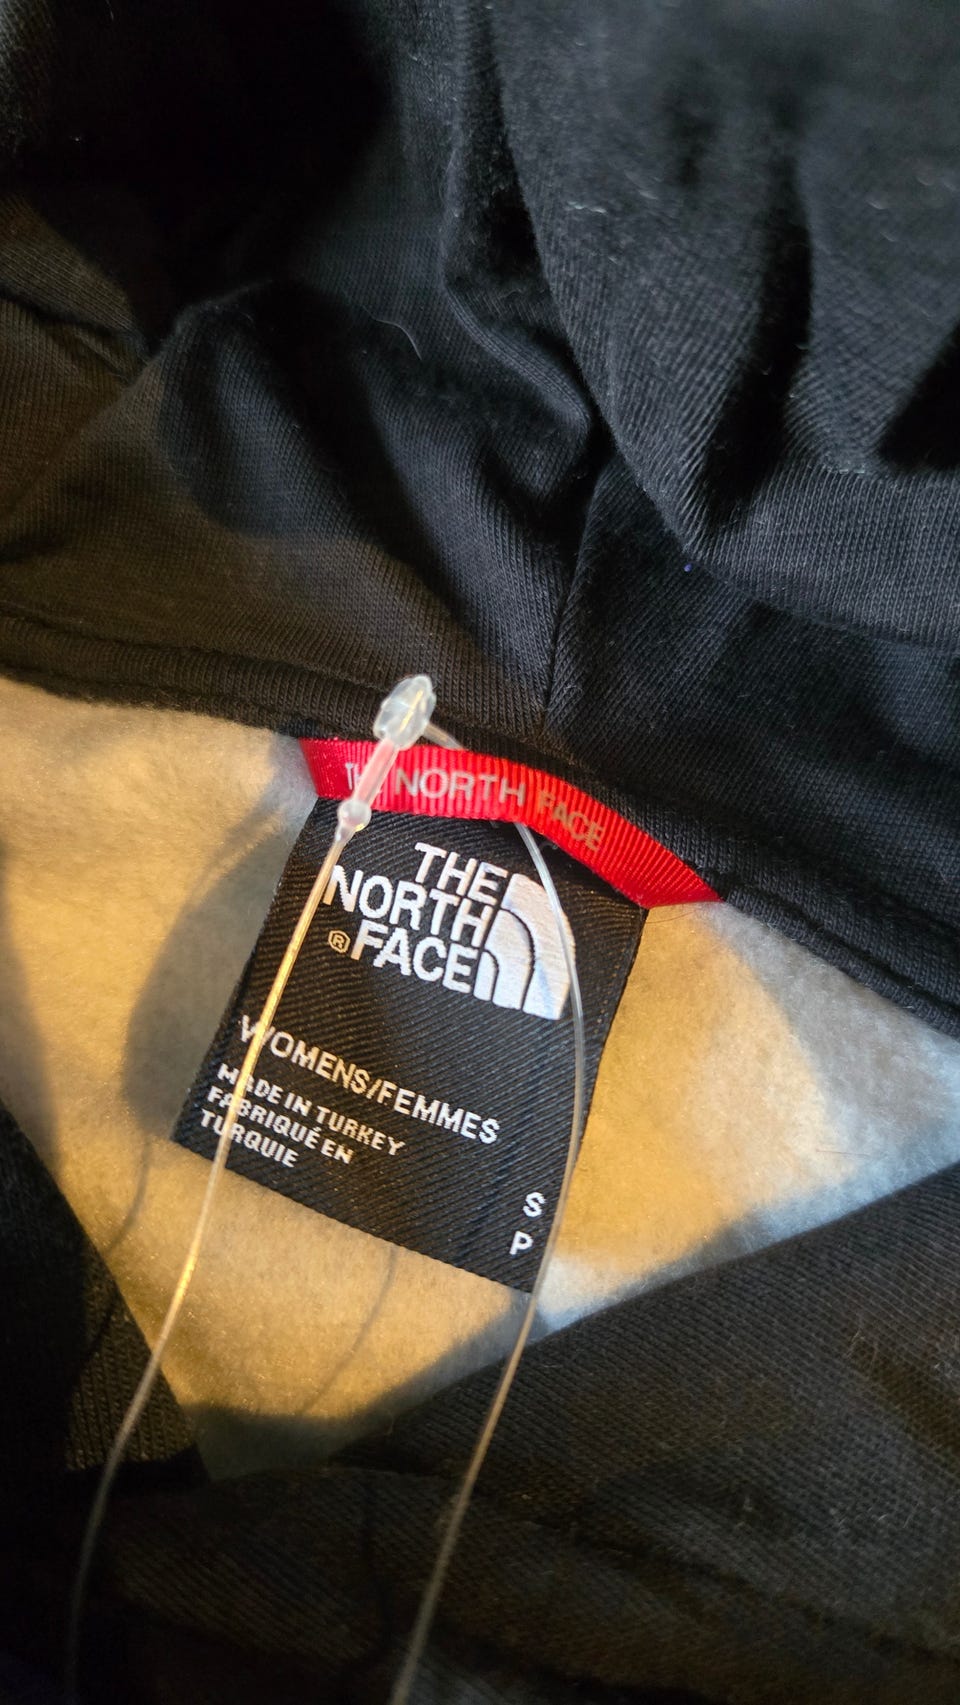 THE NORTH FACE
THE
NORTH
® FACE
WOMENS/FEMMES
MADE IN TURKEY
FABRIQUÉ EN
TURQUIE
S
P